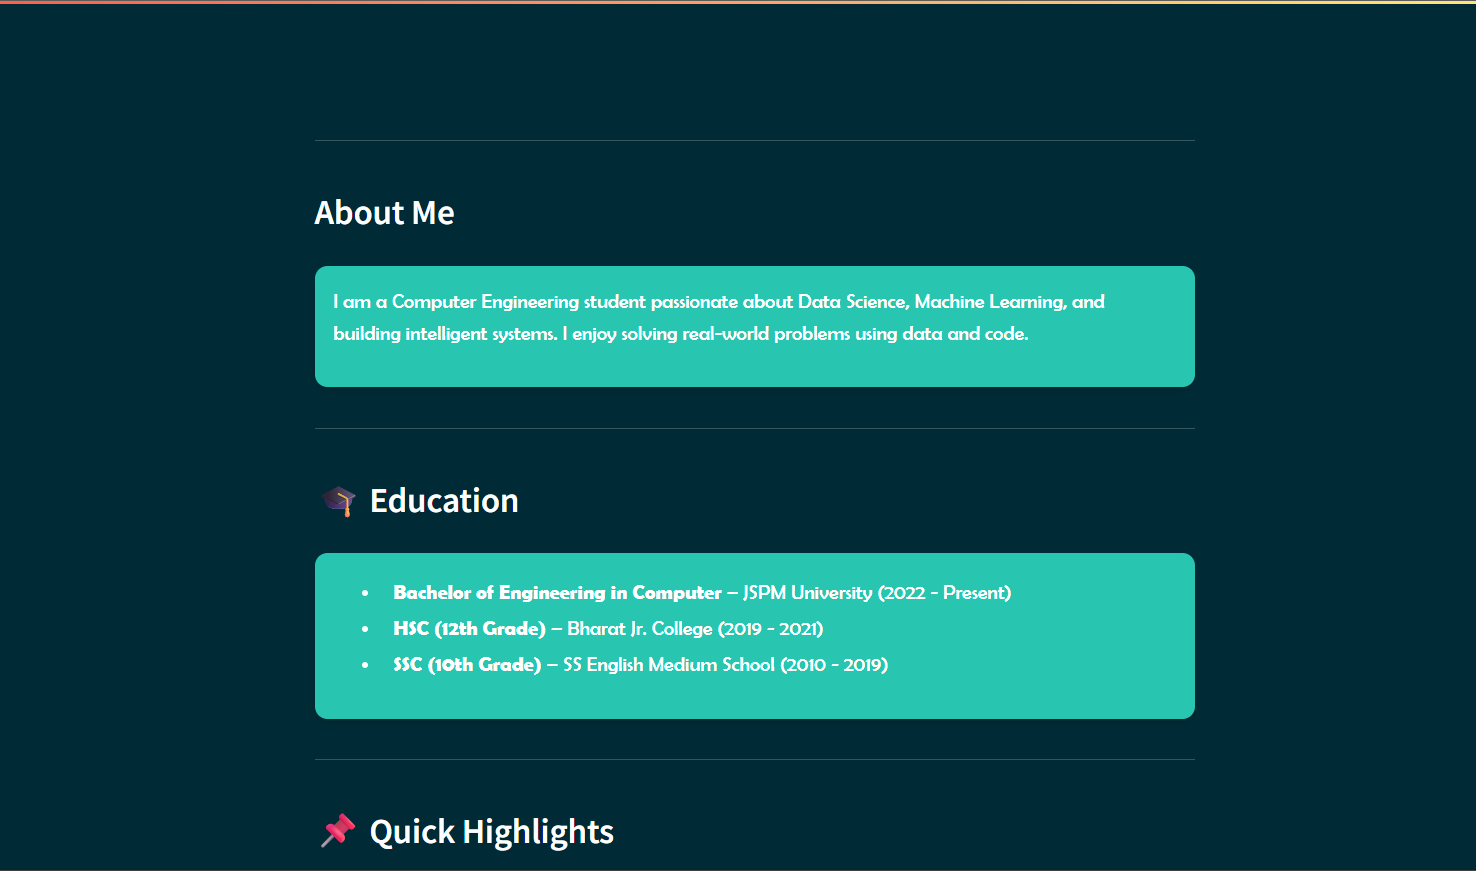 About Me
I am a Computer Engineering student passionate about Data Science, Machine Learning, and
building intelligent systems. I enjoy solving real-world problems using data and code.
Education
• Bachelor of Engineering in Computer – JSPM University (2022 - Present)
• HSC (12th Grade) – Bharat Jr. College (2019 - 2021)
• SSC (10th Grade) – SS English Medium School (2010 - 2019)
Quick Highlights